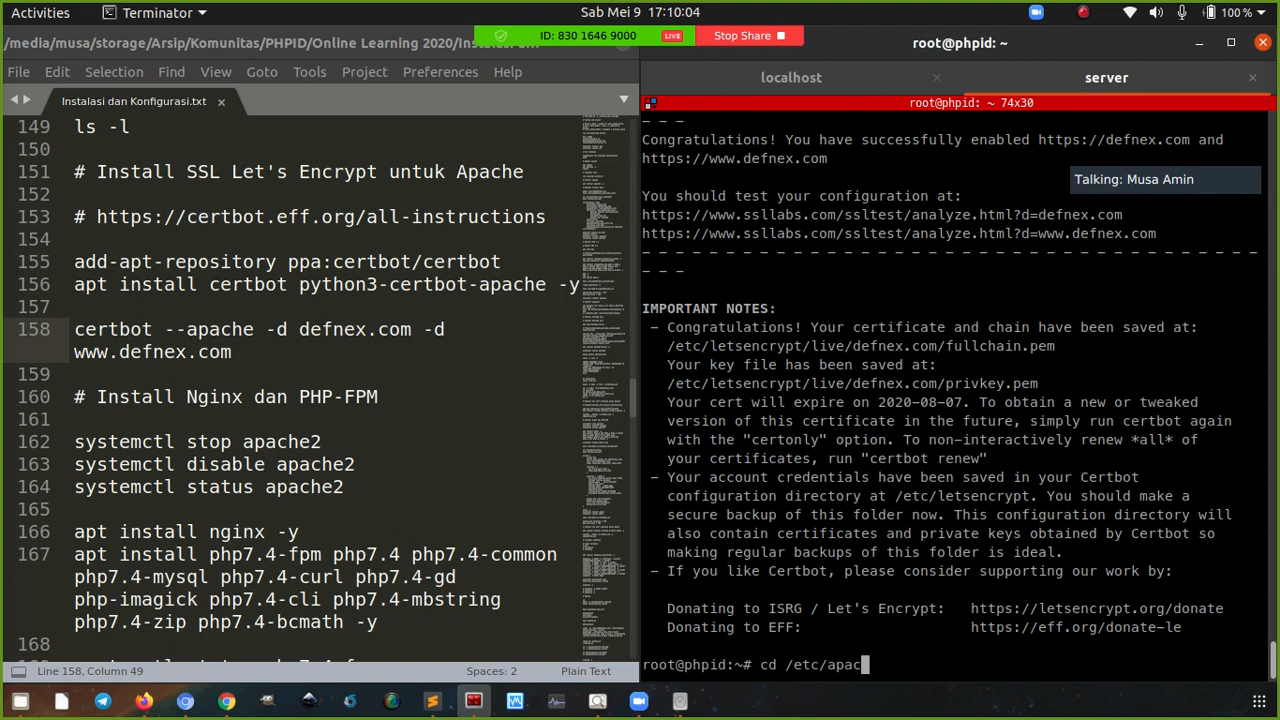 Activities
Terminator
Sab Mei 9 17:10:04
100 %
/media/musa/storage/Arsip/Komunitas/PHPID/Online Learning 2020/
ID: 830 1646 9000
LIVE
Stop Share
root@phpid: ~
File Edit Selection Find View Goto Tools Project Preferences Help
localhost
server
Instalasi dan Konfigurasi.txt
root@phpid: ~ 74x30
149 ls -l
150
151 # Install SSL Let's Encrypt untuk Apache
152
153 # https://certbot.eff.org/all-instructions
154
155 add-apt-repository ppa:certbot/certbot
156 apt install certbot python3-certbot-apache -y
157
158 certbot --apache -d defnex.com -d
www.defnex.com
159
160 # Install Nginx dan PHP-FPM
161
162 systemctl stop apache2
163 systemctl disable apache2
164 systemctl status apache2
165
166 apt install nginx -y
167 apt install php7.4-fpm php7.4 php7.4-common
php7.4-mysql php7.4-curl php7.4-gd
php-imagick php7.4-cli php7.4-mbstring
php7.4-zip php7.4-bcmath -y
168
Line 158, Column 49
Spaces: 2
Plain Text
- - -
Congratulations! You have successfully enabled https://defnex.com and
https://www.defnex.com
Talking: Musa Amin
You should test your configuration at:
https://www.ssllabs.com/ssltest/analyze.html?d=defnex.com
https://www.ssllabs.com/ssltest/analyze.html?d=www.defnex.com
- - - - - - - - - - - - - - - - - - - - - - - - - - - - - - - - - - - - -
- - -
IMPORTANT NOTES:
- Congratulations! Your certificate and chain have been saved at:
/etc/letsencrypt/live/defnex.com/fullchain.pem
Your key file has been saved at:
/etc/letsencrypt/live/defnex.com/privkey.pem
Your cert will expire on 2020-08-07. To obtain a new or tweaked
version of this certificate in the future, simply run certbot again
with the "certonly" option. To non-interactively renew *all* of
your certificates, run "certbot renew"
- Your account credentials have been saved in your Certbot
configuration directory at /etc/letsencrypt. You should make a
secure backup of this folder now. This configuration directory will
also contain certificates and private keys obtained by Certbot so
making regular backups of this folder is ideal.
- If you like Certbot, please consider supporting our work by:
Donating to ISRG / Let's Encrypt: https://letsencrypt.org/donate
Donating to EFF: https://eff.org/donate-le
root@phpid:~# cd /etc/apac